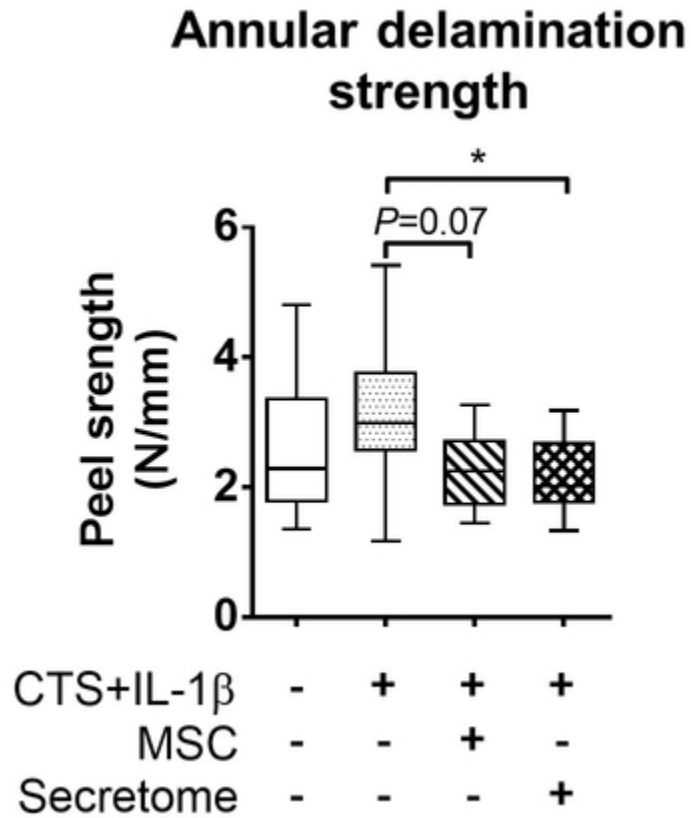 Annular delamination
strength
*
P=0.07
6
4
2
0
Peel srength
(N/mm)
CTS+IL-1β - + + +
MSC - - + -
Secretome - - - +